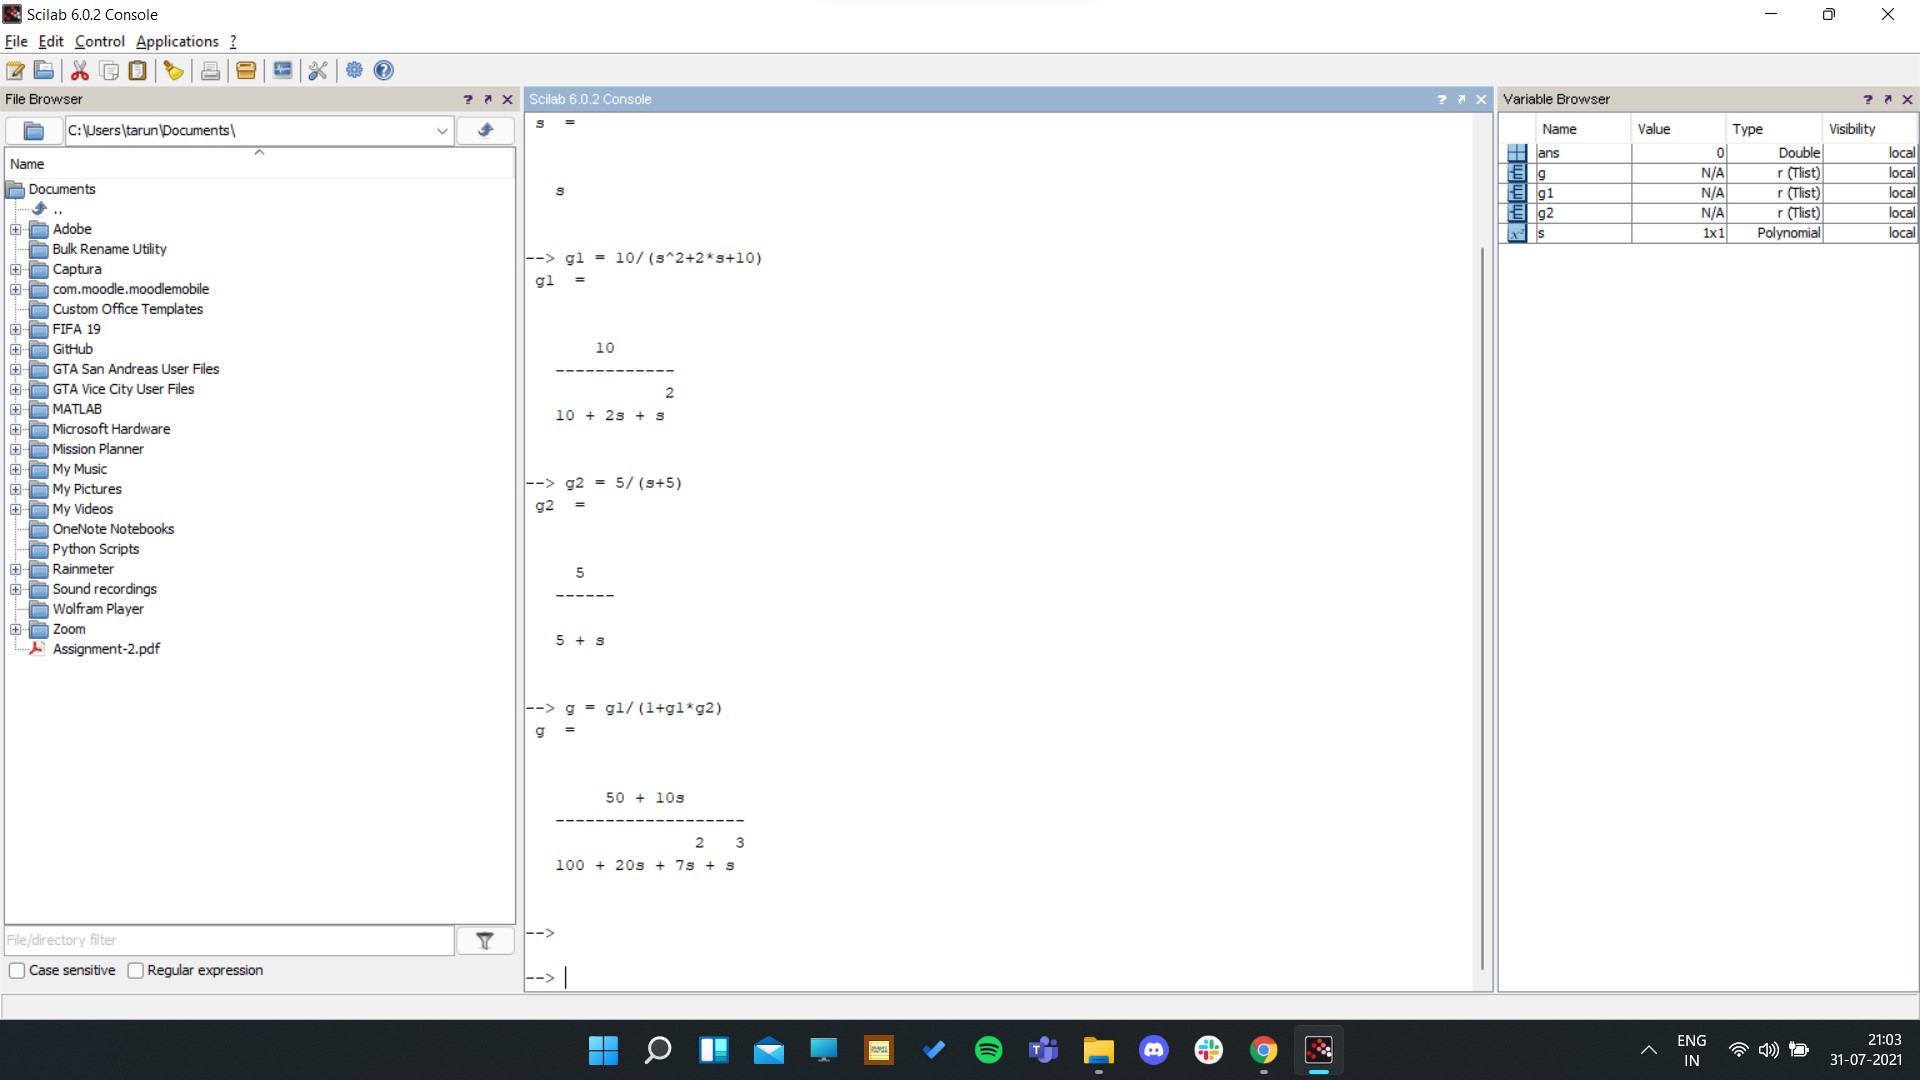 Scilab 6.0.2 Console
File Edit Control Applications ?
File Browser ?
C:\Users\tarun\Documents\
Name
Documents
..
Adobe
Bulk Rename Utility
Captura
com.moodle.moodlemobile
Custom Office Templates
FIFA 19
GitHub
GTA San Andreas User Files
GTA Vice City User Files
MATLAB
Microsoft Hardware
Mission Planner
My Music
My Pictures
My Videos
OneNote Notebooks
Python Scripts
Rainmeter
Sound recordings
Wolfram Player
Zoom
Assignment-2.pdf
File/directory filter
Case sensitive Regular expression
Scilab 6.0.2 Console ?
s =
s
--> g1 = 10/(s^2+2*s+10)
g1 =
10
------------
2
10 + 2s + s
--> g2 = 5/(s+5)
g2 =
5
------
5 + s
--> g = g1/(1+g1*g2)
g =
50 + 10s
-------------------
2 3
100 + 20s + 7s + s
-->
-->
Variable Browser ?
Name Value Type Visibility
ans 0 Double local
g N/A r (Tlist) local
g1 N/A r (Tlist) local
g2 N/A r (Tlist) local
s 1x1 Polynomial local
ENG
IN
21:03
31-07-2021